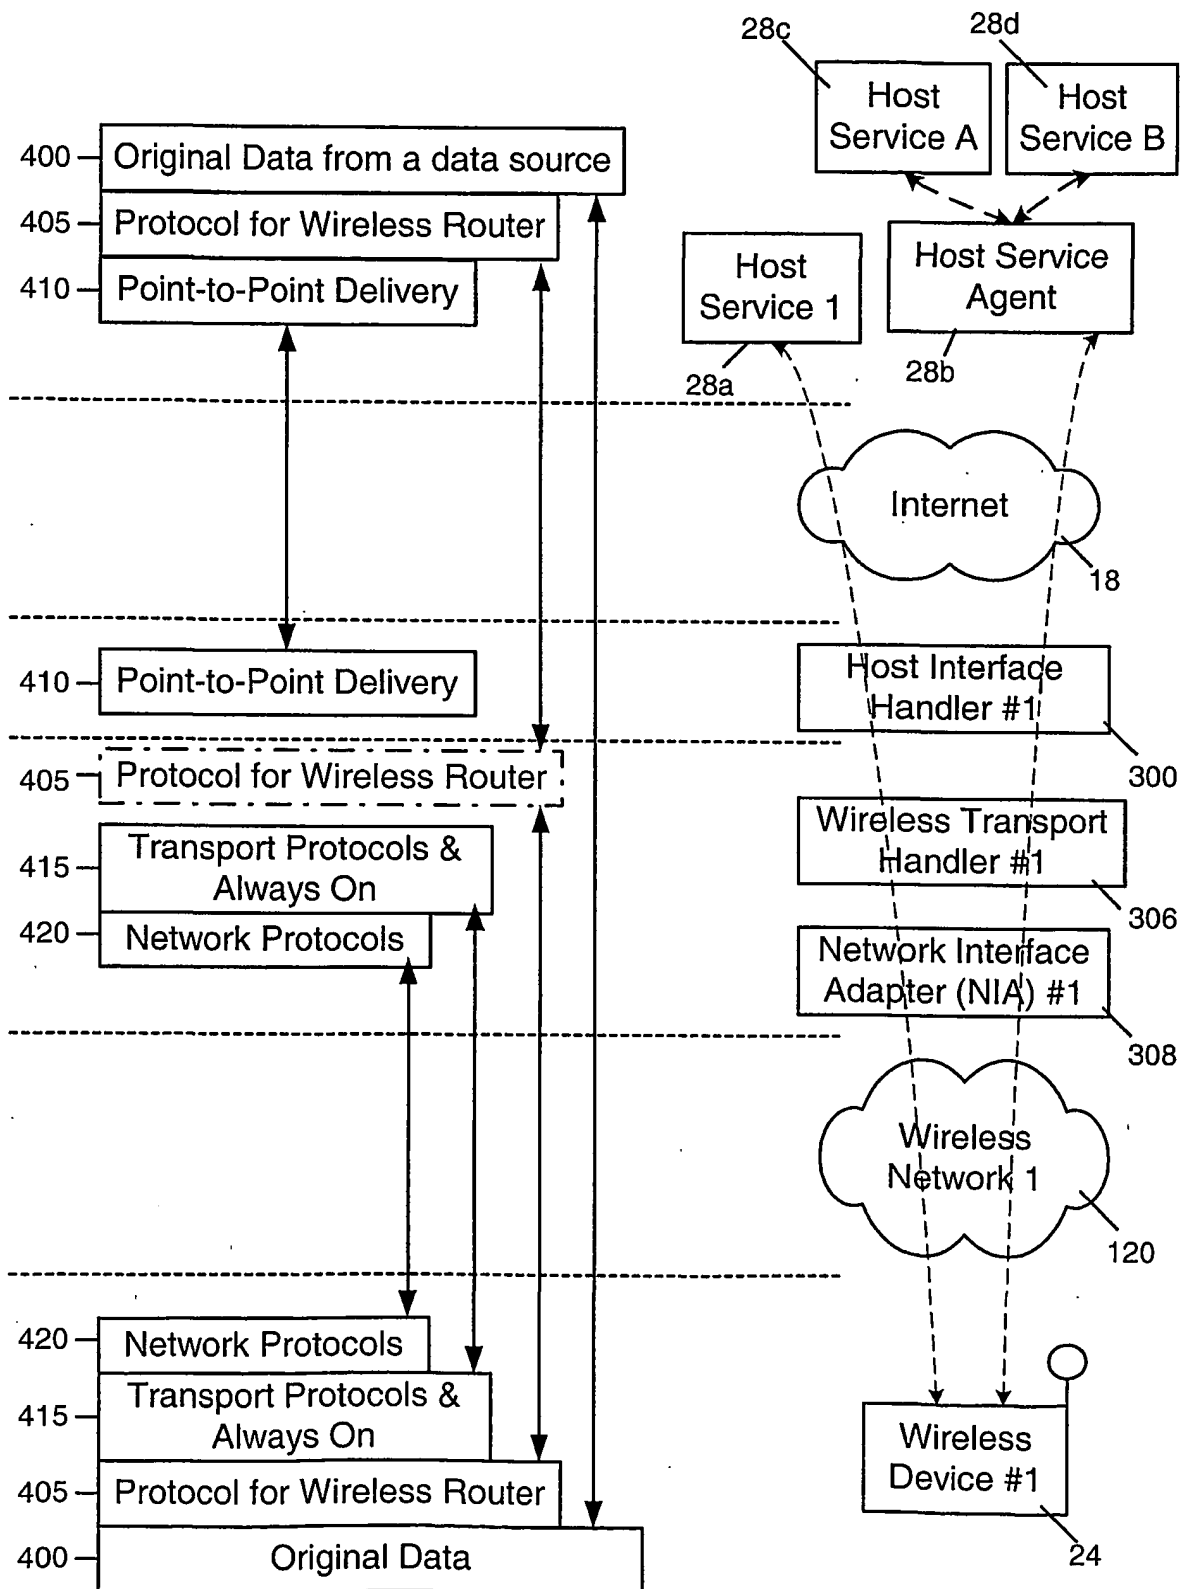 28c
28d
Host
Service A
Host
Service B
400
Original Data from a data source
405
Protocol for Wireless Router
410
Point-to-Point Delivery
Host
Service 1
Host Service
Agent
28a
28b
Internet
18
410
Point-to-Point Delivery
Host Interface
Handler #1
300
405
Protocol for Wireless Router
415
Transport Protocols &
Always On
Wireless Transport
Handler #1
306
420
Network Protocols
Network Interface
Adapter (NIA) #1
308
Wireless
Network 1
120
420
Network Protocols
415
Transport Protocols &
Always On
405
Protocol for Wireless Router
400
Original Data
Wireless
Device #1
24